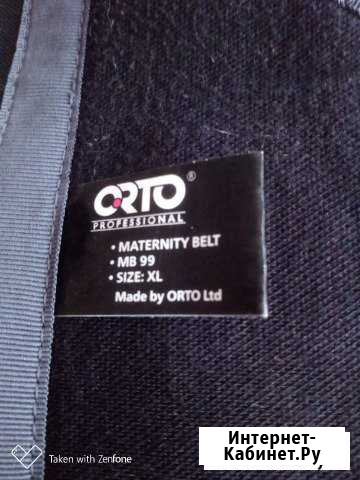 ORTO®
PROFESSIONAL
• MATERNITY BELT
• MB 99
• SIZE: XL
Made by ORTO Ltd
Taken with Zenfone
Интернет-
Кабинет.Ру